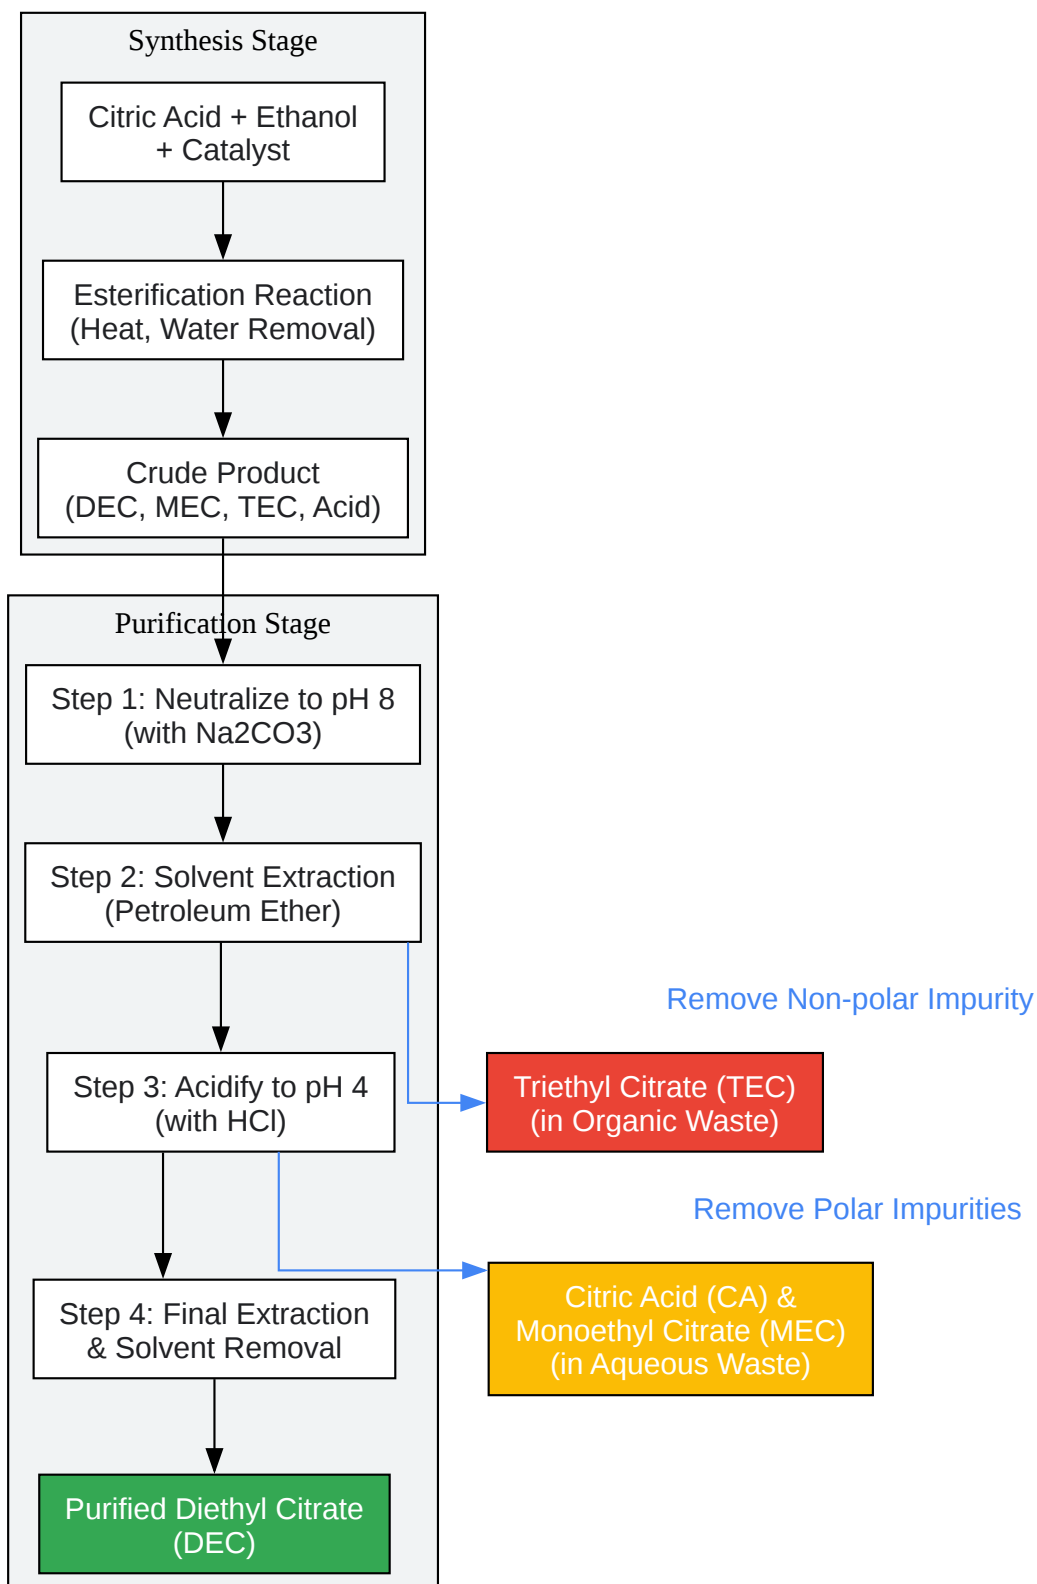 Synthesis Stage
Citric Acid + Ethanol
+ Catalyst
Esterification Reaction
(Heat, Water Removal)
Crude Product
(DEC, MEC, TEC, Acid)
Purification Stage
Step 1: Neutralize to pH 8
(with Na2CO3)
Step 2: Solvent Extraction
(Petroleum Ether)
Remove Non-polar Impurity
Step 3: Acidify to pH 4
(with HCl)
Triethyl Citrate (TEC)
(in Organic Waste)
Remove Polar Impurities
Step 4: Final Extraction
& Solvent Removal
Citric Acid (CA) &
Monoethyl Citrate (MEC)
(in Aqueous Waste)
Purified Diethyl Citrate
(DEC)